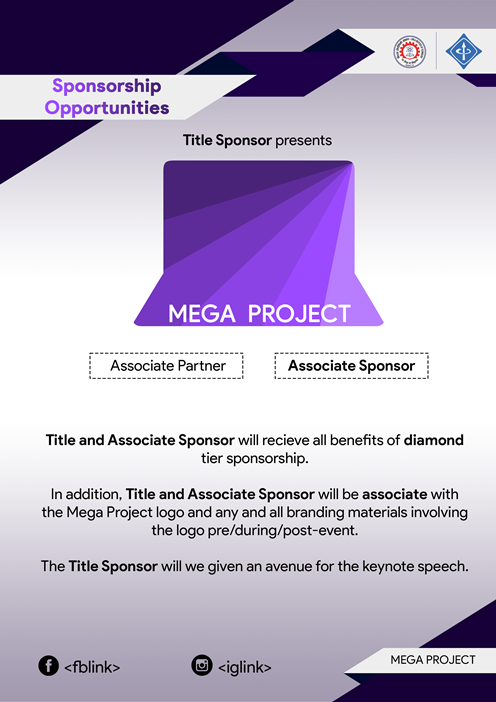 Sponsorship
Opportunities
Title Sponsor presents
MEGA PROJECT
Associate Partner
Associate Sponsor
Title and Associate Sponsor will recieve all benefits of diamond
tier sponsorship.
In addition, Title and Associate Sponsor will be associate with
the Mega Project logo and any and all branding materials involving
the logo pre/during/post-event.
The Title Sponsor will we given an avenue for the keynote speech.
<fblink>
<iglink>
MEGA PROJECT